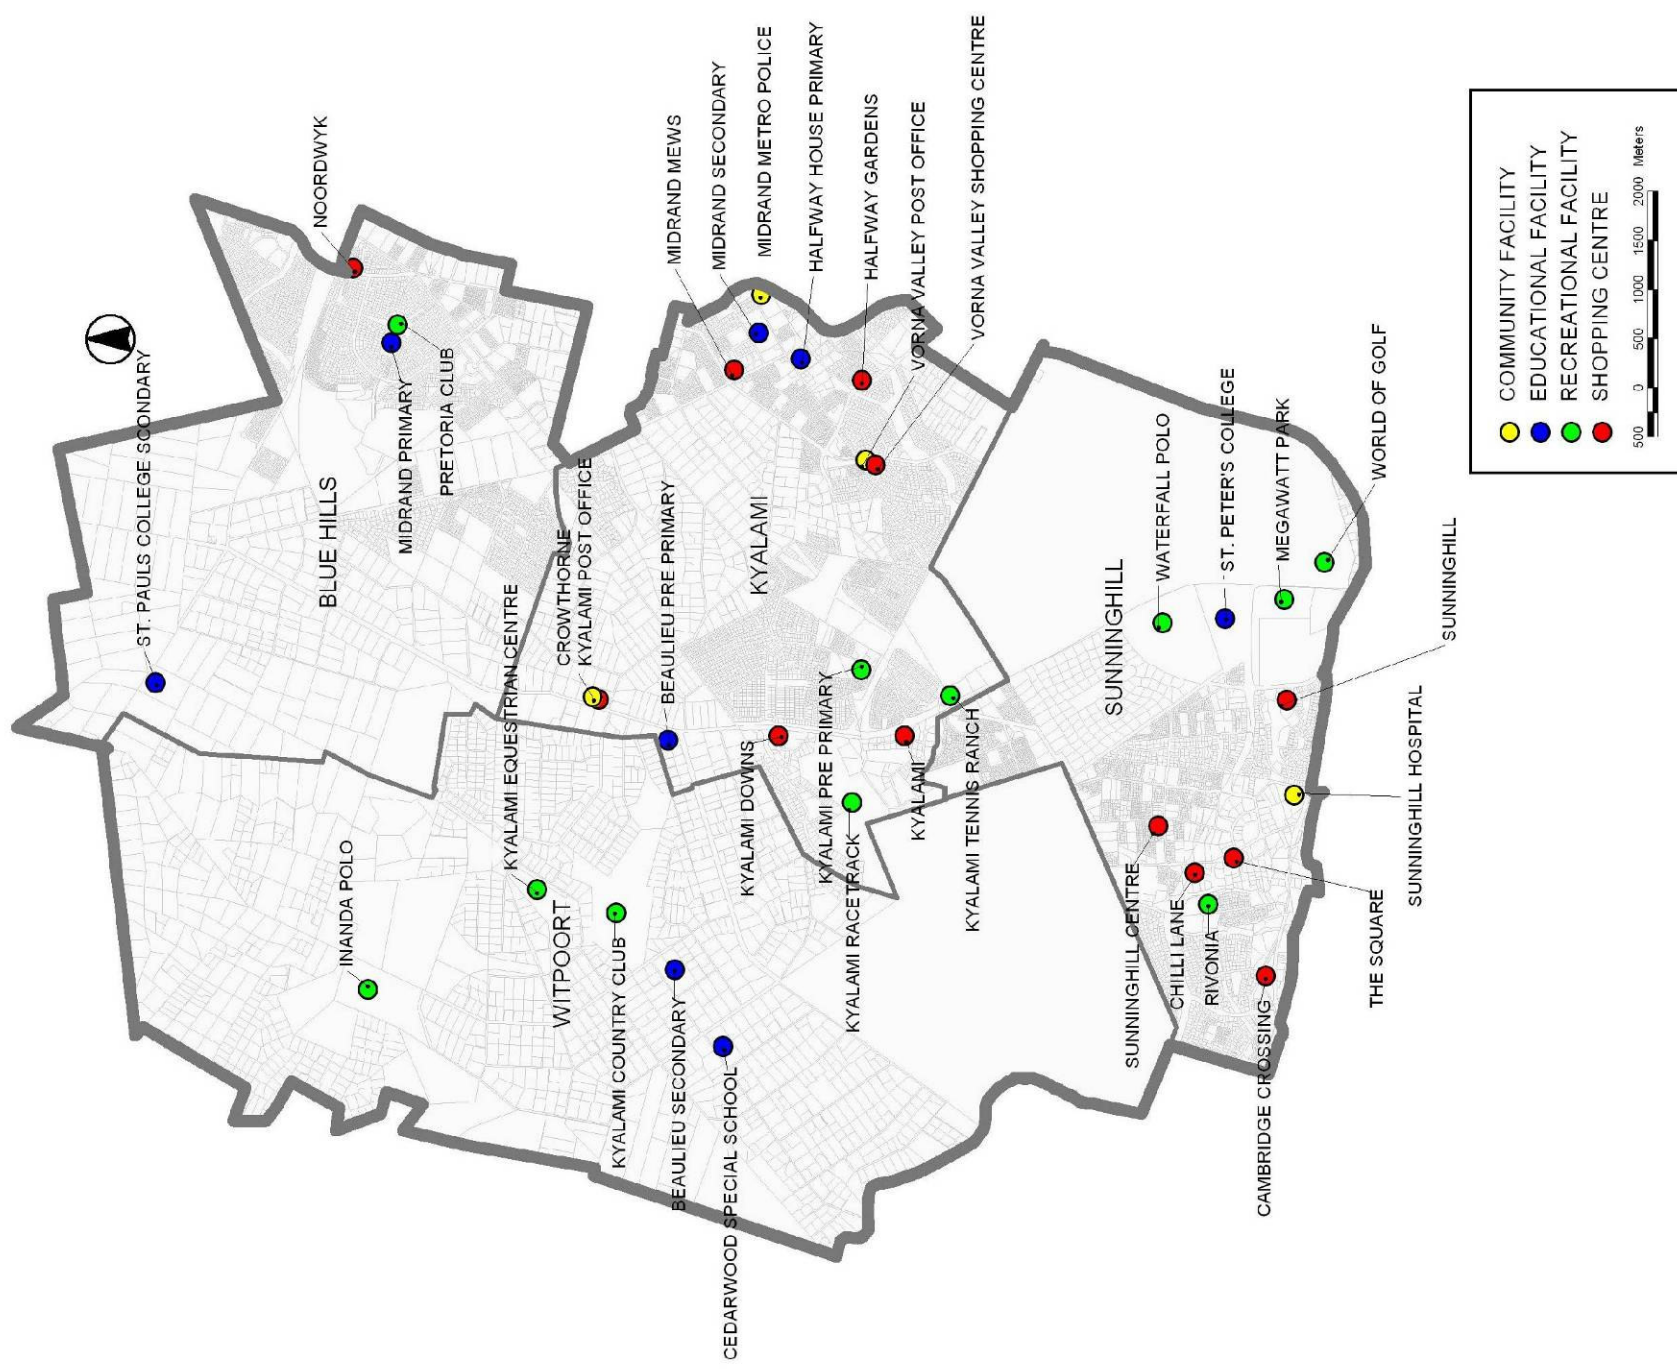 ST. PAULS COLLEGE SCONDARY
NOORDWYK
BLUE HILLS
MIDRAND PRIMARY
PRETORIA CLUB
MIDRAND MEWS
MIDRAND SECONDARY
MIDRAND METRO POLICE
HALFWAY HOUSE PRIMARY
HALFWAY GARDENS
VORNA VALLEY POST OFFICE
VORNA VALLEY SHOPPING CENTRE
CROWTHORNE
KYALAMI POST OFFICE
BEAULIEU PRE PRIMARY
KYALAMI
KYALAMI EQUESTRIAN CENTRE
INANDA POLO
WITPOORT
KYALAMI COUNTRY CLUB
BEAULIEU SECONDARY
CEDARWOOD SPECIAL SCHOOL
KYALAMI DOWNS
KYALAMI PRE PRIMARY
KYALAMI RACETRACK
KYALAMI
KYALAMI TENNIS RANCH
SUNNINGHILL
WATERFALL POLO
ST. PETER'S COLLEGE
MEGAWATT PARK
WORLD OF GOLF
SUNNINGHILL
SUNNINGHILL HOSPITAL
THE SQUARE
SUNNINGHILL CENTRE
CHILLI LANE
RIVONIA
CAMBRIDGE CROSSING
COMMUNITY FACILITY
EDUCATIONAL FACILITY
RECREATIONAL FACILITY
SHOPPING CENTRE
500 0 500 1000 1500 2000 Meters